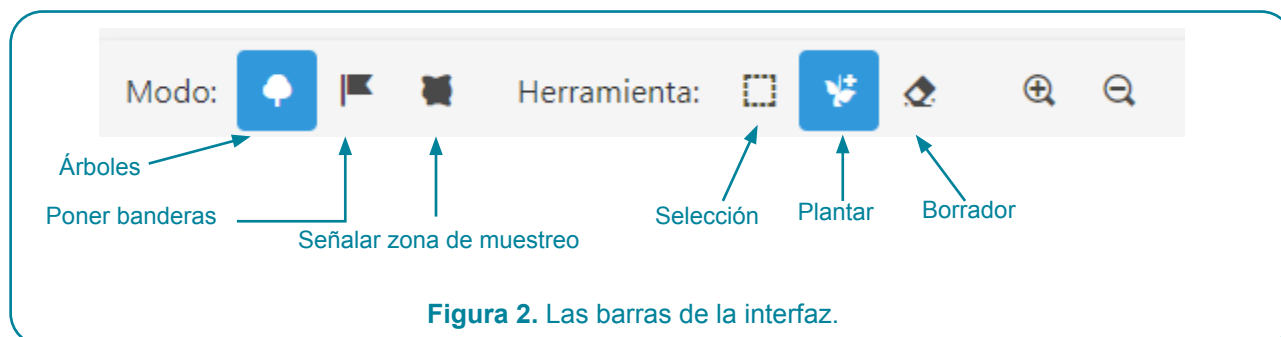 Modo: Herramienta:
Árboles
Poner banderas
Señalar zona de muestreo
Selección
Plantar
Borrador
Figura 2. Las barras de la interfaz.